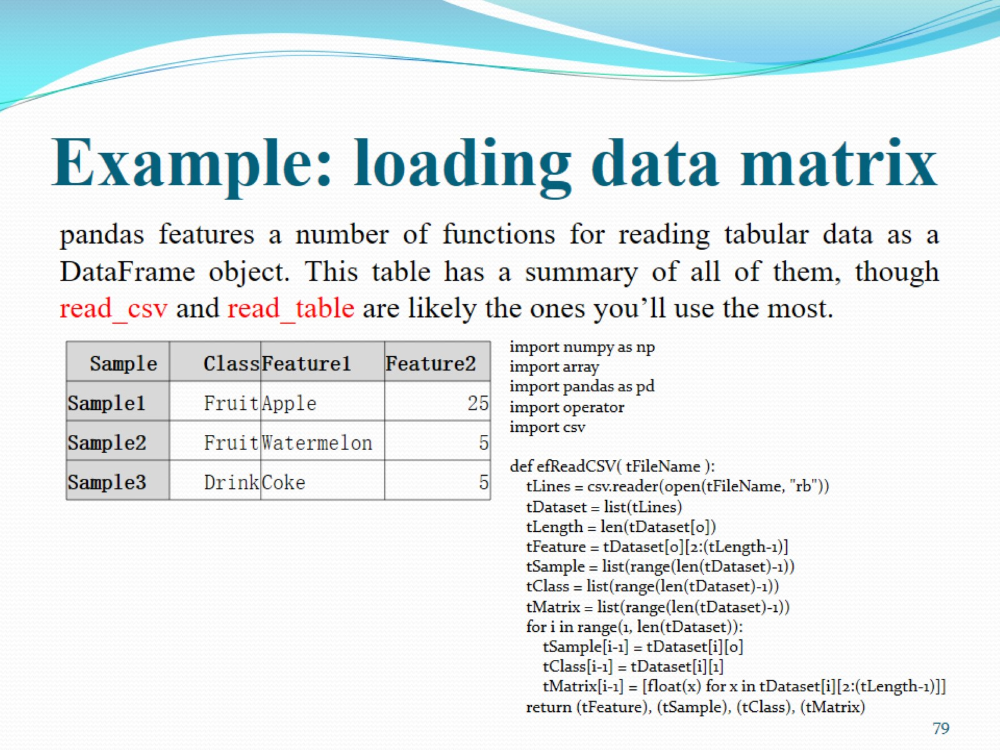 Example: loading data matrix
pandas features a number of functions for reading tabular data as a
DataFrame object. This table has a summary of all of them, though
read_csv and read_table are likely the ones you’ll use the most.
Sample Class Feature1 Feature2
Sample1 Fruit Apple 25
Sample2 Fruit Watermelon 5
Sample3 Drink Coke 5
import numpy as np
import array
import pandas as pd
import operator
import csv
def efReadCSV( tFileName ):
tLines = csv.reader(open(tFileName, "rb"))
tDataset = list(tLines)
tLength = len(tDataset[0])
tFeature = tDataset[0][2:(tLength-1)]
tSample = list(range(len(tDataset)-1))
tClass = list(range(len(tDataset)-1))
tMatrix = list(range(len(tDataset)-1))
for i in range(1, len(tDataset)):
tSample[i-1] = tDataset[i][0]
tClass[i-1] = tDataset[i][1]
tMatrix[i-1] = [float(x) for x in tDataset[i][2:(tLength-1)]]
return (tFeature), (tSample), (tClass), (tMatrix)
79